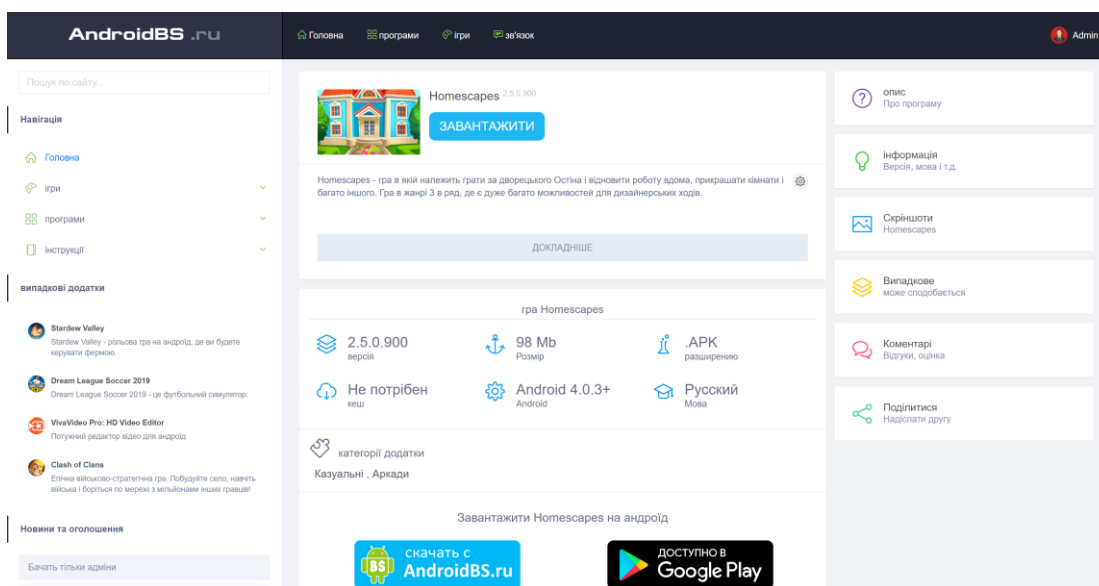 AndroidBS .ru
Головна
програми
ігри
зв'язок
Admin
Пошук по сайту...
Навігація
Головна
ігри
програми
інструкції
випадкові додатки
Stardew Valley
Stardew Valley - рольова гра на андроїд, де ви будете
керувати фермою.
Dream League Soccer 2019
Dream League Soccer 2019 - це футбольний симулятор.
VivaVideo Pro: HD Video Editor
Потужний редактор відео для андроїд
Clash of Clans
Епічна військово-стратегічна гра. Побудуйте село, навчіть
війська і боріться по мережі з мільйонами інших гравців!
Новини та оголошення
Бачать тільки адміни
Homescapes 2.5.0.900
ЗАВАНТАЖИТИ
Homescapes - гра в якій належить грати за дворецького Остіна і відновити роботу вдома, прикрашати кімнати і
багато іншого. Гра в жанрі 3 в ряд, де є дуже багато можливостей для дизайнерських ходів.
ДОКЛАДНІШЕ
гра Homescapes
2.5.0.900
версія
98 Mb
Розмір
.APK
разширению
Не потрібен
кеш
Android 4.0.3+
Android
Русский
Мова
категорії додатки
Казуальні , Аркади
Завантажити Homescapes на андроїд
BS
скачать с
AndroidBS.ru
ДОСТУПНО В
Google Play
опис
Про програму
інформація
Версія, мова і т.д.
Скріншоти
Homescapes
Випадкове
може сподобається
Коментарі
Відгуки, оцінка
Поділитися
Надіслати другу